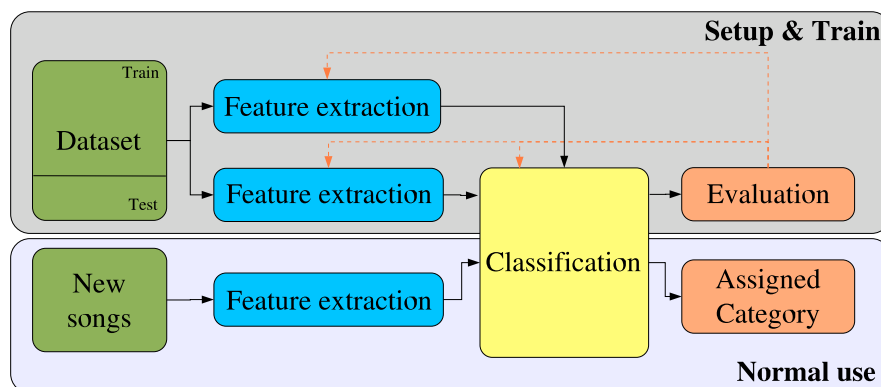 Setup & Train
Train
Feature extraction
Dataset
Feature extraction
Evaluation
Test
Classification
New
songs
Feature extraction
Assigned
Category
Normal use